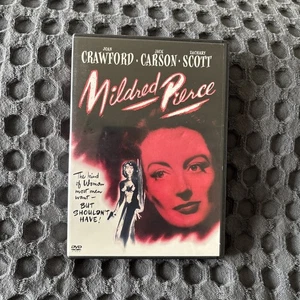 JOAN JACK ZACHARY
CRAWFORD · CARSON · SCOTT
Mildred Pierce
The kind
of Woman
most men
want —
BUT
SHOULDN'T
HAVE!
DVD